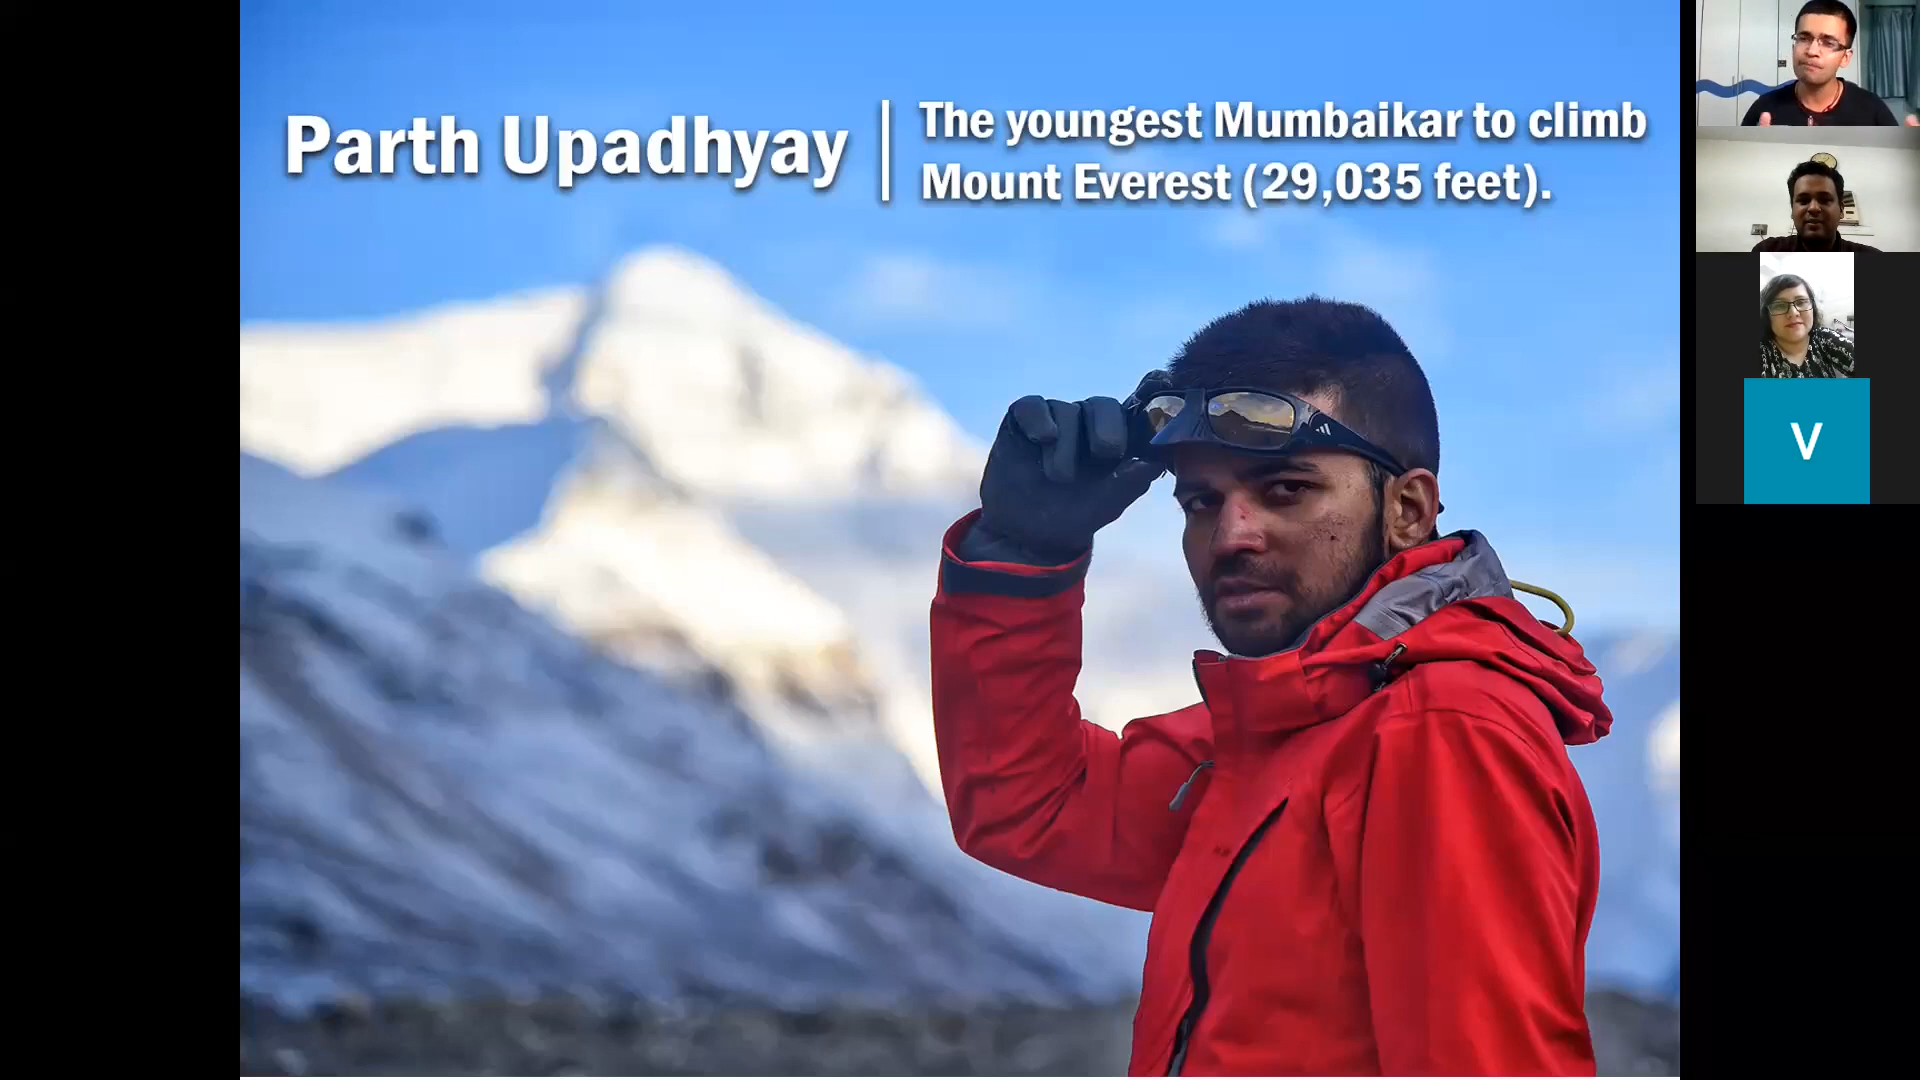 Parth Upadhyay
The youngest Mumbaikar to climb
Mount Everest (29,035 feet).
V